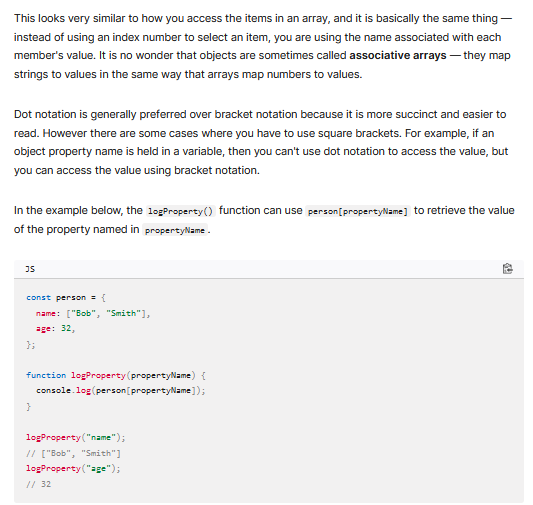 This looks very similar to how you access the items in an array, and it is basically the same thing —
instead of using an index number to select an item, you are using the name associated with each
member's value. It is no wonder that objects are sometimes called associative arrays — they map
strings to values in the same way that arrays map numbers to values.
Dot notation is generally preferred over bracket notation because it is more succinct and easier to
read. However there are some cases where you have to use square brackets. For example, if an
object property name is held in a variable, then you can't use dot notation to access the value, but
you can access the value using bracket notation.
In the example below, the logProperty() function can use person[propertyName] to retrieve the value
of the property named in propertyName.
JS
const person = {
  name: ["Bob", "Smith"],
  age: 32,
};
function logProperty(propertyName) {
  console.log(person[propertyName]);
}
logProperty("name");
// ["Bob", "Smith"]
logProperty("age");
// 32